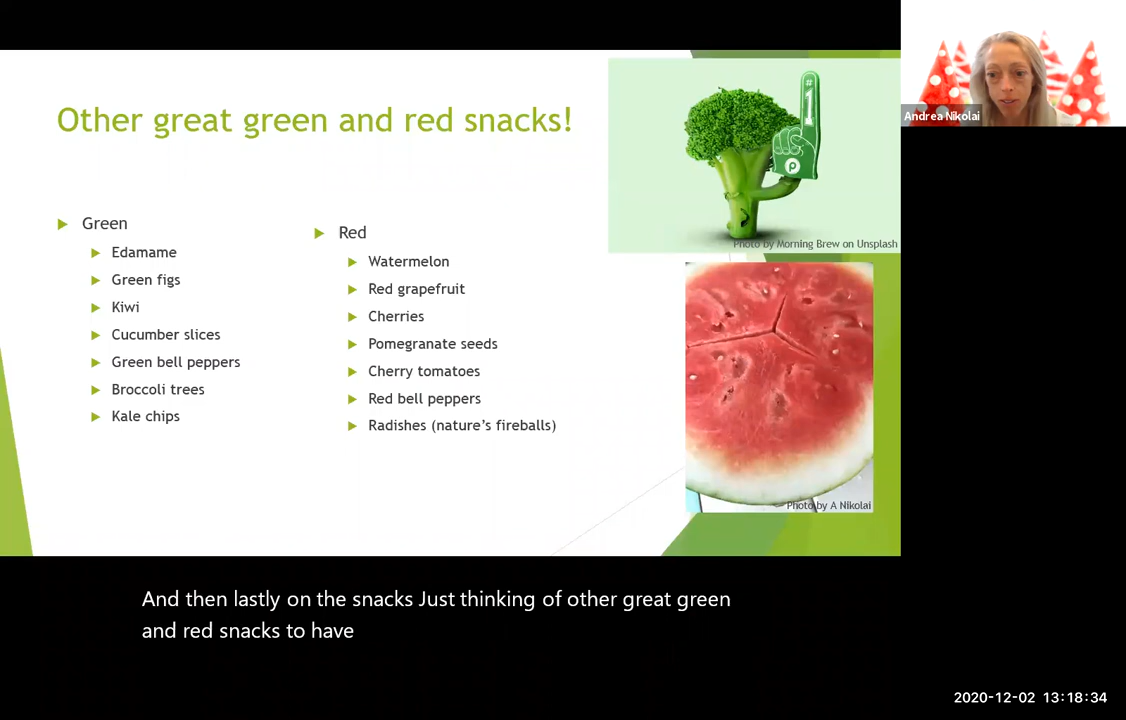 Other great green and red snacks!
#1
Photo by Morning Brew on Unsplash
Andrea Nikolai
Green
Edamame
Green figs
Kiwi
Cucumber slices
Green bell peppers
Broccoli trees
Kale chips
Red
Watermelon
Red grapefruit
Cherries
Pomegranate seeds
Cherry tomatoes
Red bell peppers
Radishes (nature's fireballs)
Photo by A Nikolai
And then lastly on the snacks Just thinking of other great green
and red snacks to have
2020-12-02 13:18:34